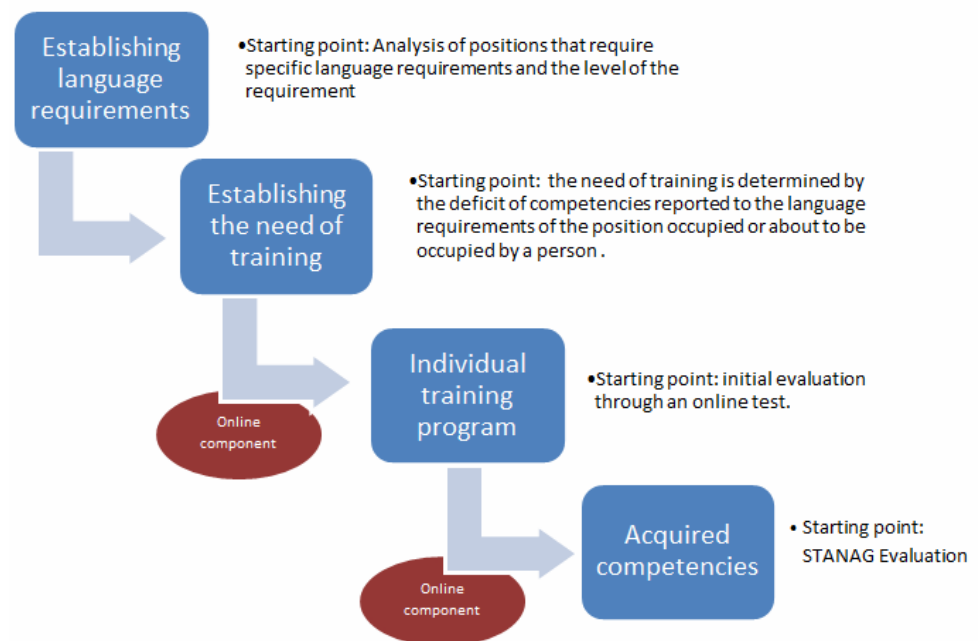 Establishing
language
requirements
•Starting point: Analysis of positions that require
specific language requirements and the level of the
requirement
Establishing
the need of
training
•Starting point:  the need of training is determined by
the deficit of competencies reported to the language
requirements of the position occupied or about to be
occupied by a person .
Individual
training
program
•Starting point: initial evaluation
through an online test.
Online
component
Acquired
competencies
• Starting point:
STANAG Evaluation
Online
component